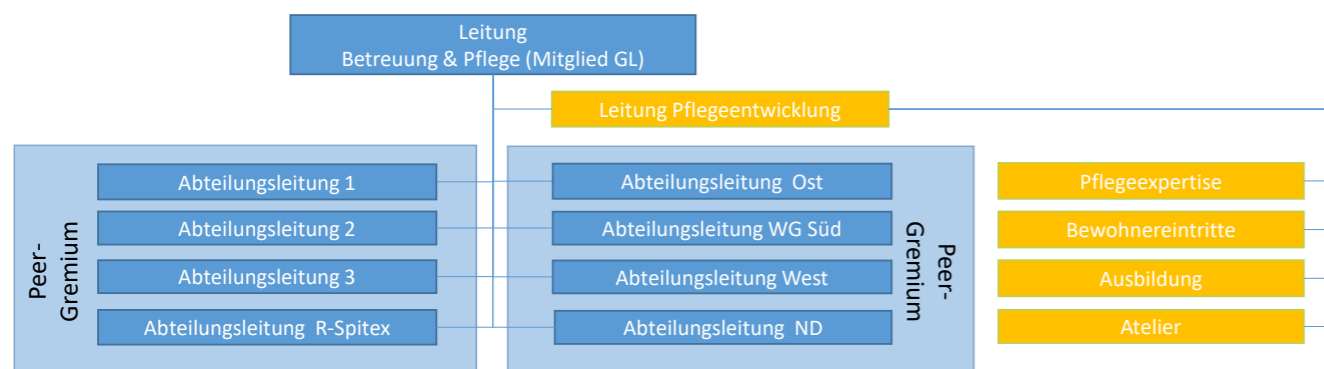 Leitung
Betreuung & Pflege (Mitglied GL)
Leitung Pflegeentwicklung
Peer-
Gremium
Abteilungsleitung 1
Abteilungsleitung 2
Abteilungsleitung 3
Abteilungsleitung R-Spitex
Abteilungsleitung Ost
Abteilungsleitung WG Süd
Abteilungsleitung West
Abteilungsleitung ND
Peer-
Gremium
Pflegeexpertise
Bewohnereintritte
Ausbildung
Atelier